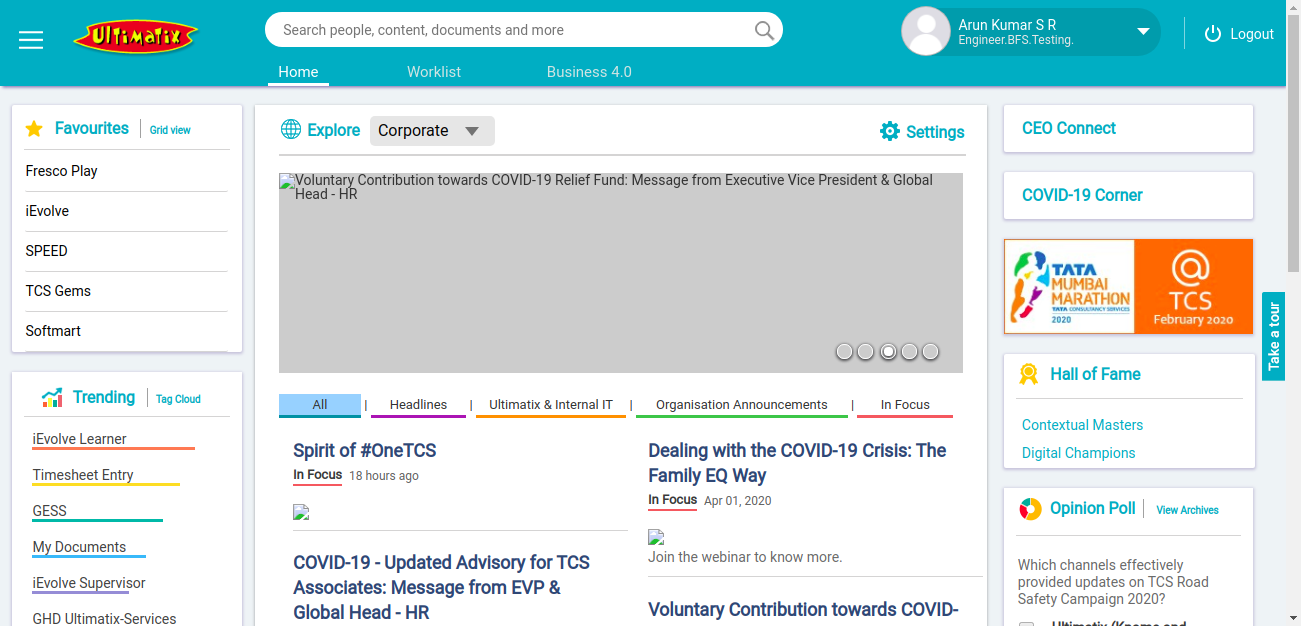 Ultimatix
Search people, content, documents and more
Arun Kumar S R
Engineer.BFS.Testing.
Logout
Home
Worklist
Business 4.0
Favourites
Grid view
Fresco Play
iEvolve
SPEED
TCS Gems
Softmart
Trending
Tag Cloud
iEvolve Learner
Timesheet Entry
GESS
My Documents
iEvolve Supervisor
GHD Ultimatix-Services
Explore
Corporate
Settings
Voluntary Contribution towards COVID-19 Relief Fund: Message from Executive Vice President & Global
Head - HR
All | Headlines | Ultimatix & Internal IT | Organisation Announcements | In Focus
Spirit of #OneTCS
In Focus 18 hours ago
COVID-19 - Updated Advisory for TCS
Associates: Message from EVP &
Global Head - HR
Dealing with the COVID-19 Crisis: The
Family EQ Way
In Focus Apr 01, 2020
Join the webinar to know more.
Voluntary Contribution towards COVID-
CEO Connect
COVID-19 Corner
TATA
MUMBAI
MARATHON
TATA CONSULTANCY SERVICES
2020
@
TCS
February 2020
Take a tour
Hall of Fame
Contextual Masters
Digital Champions
Opinion Poll
View Archives
Which channels effectively
provided updates on TCS Road
Safety Campaign 2020?
Ultimatix (Knome and